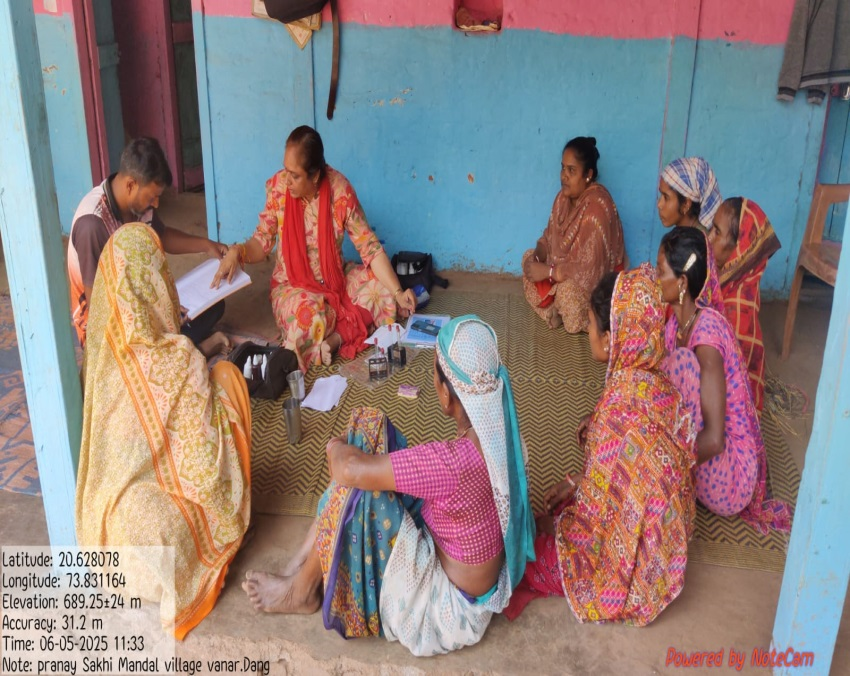 Latitude: 20.628078
Longitude: 73.831164
Elevation: 689.25±24 m
Accuracy: 31.2 m
Time: 06-05-2025 11:33
Note: pranay Sakhi Mandal village vanar.Dang
Powered by NoteCam